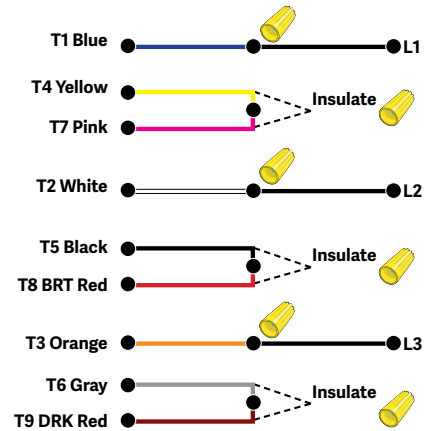 T1 Blue
L1
T4 Yellow
Insulate
T7 Pink
T2 White
L2
T5 Black
Insulate
T8 BRT Red
T3 Orange
L3
T6 Gray
Insulate
T9 DRK Red